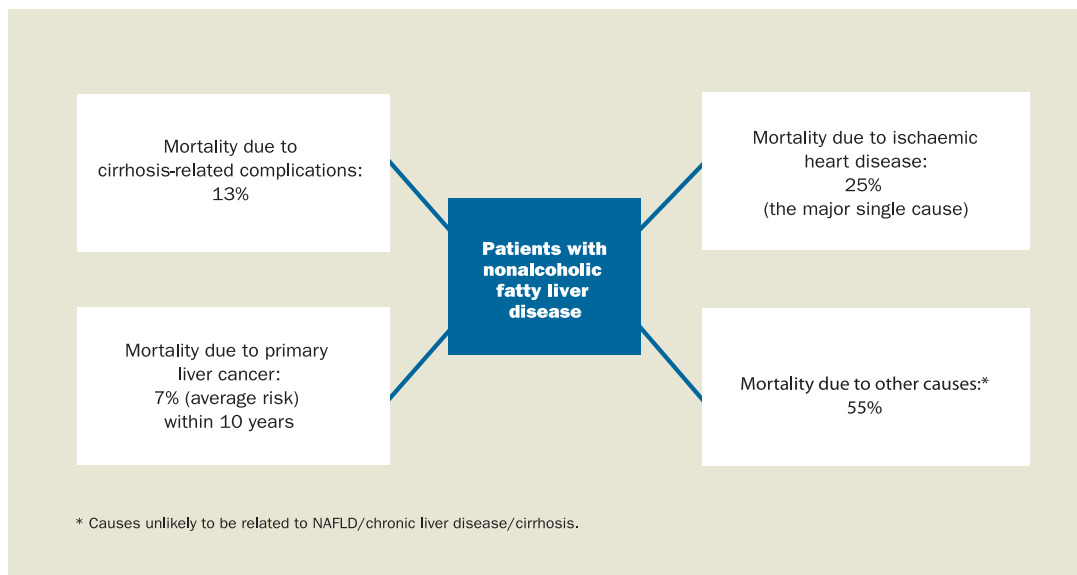 Mortality due to
cirrhosis-related complications:
13%
Mortality due to ischaemic
heart disease:
25%
(the major single cause)
Patients with
nonalcoholic
fatty liver
disease
Mortality due to primary
liver cancer:
7% (average risk)
within 10 years
Mortality due to other causes:*
55%
* Causes unlikely to be related to NAFLD/chronic liver disease/cirrhosis.